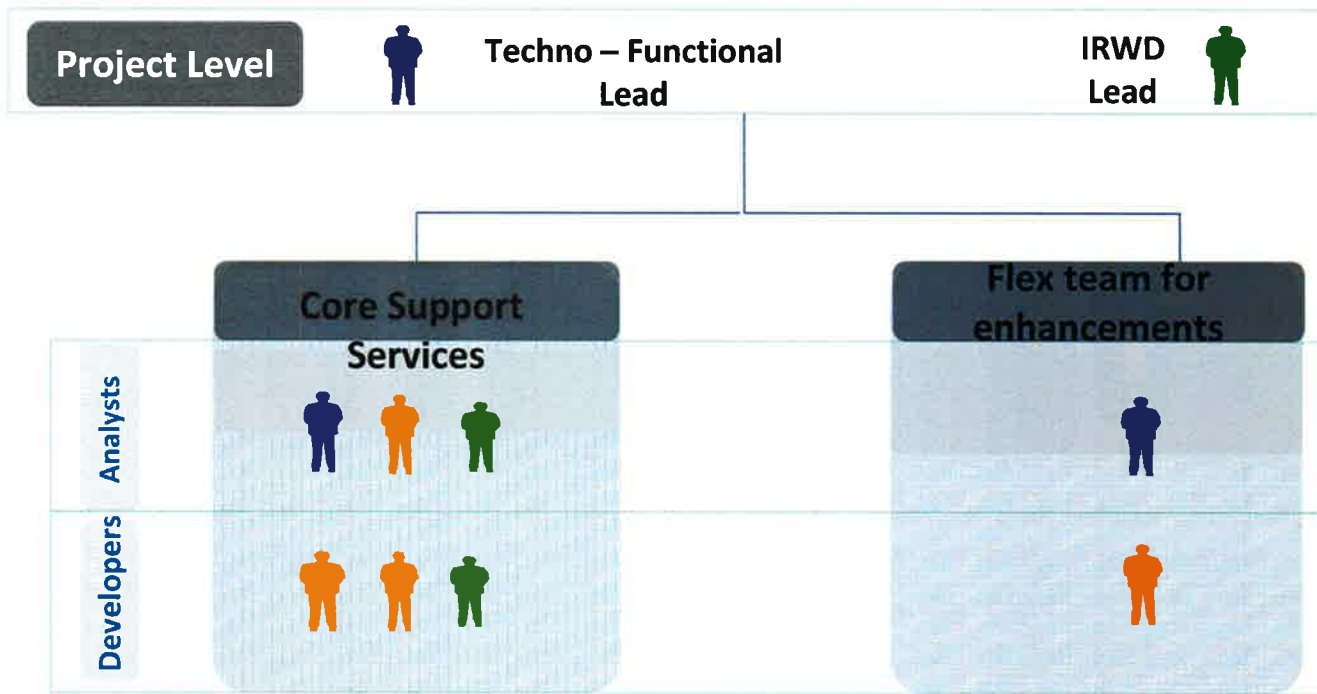 Project Level
Techno – Functional
Lead
IRWD
Lead
Core Support
Services
Flex team for
enhancements
Analysts
Developers